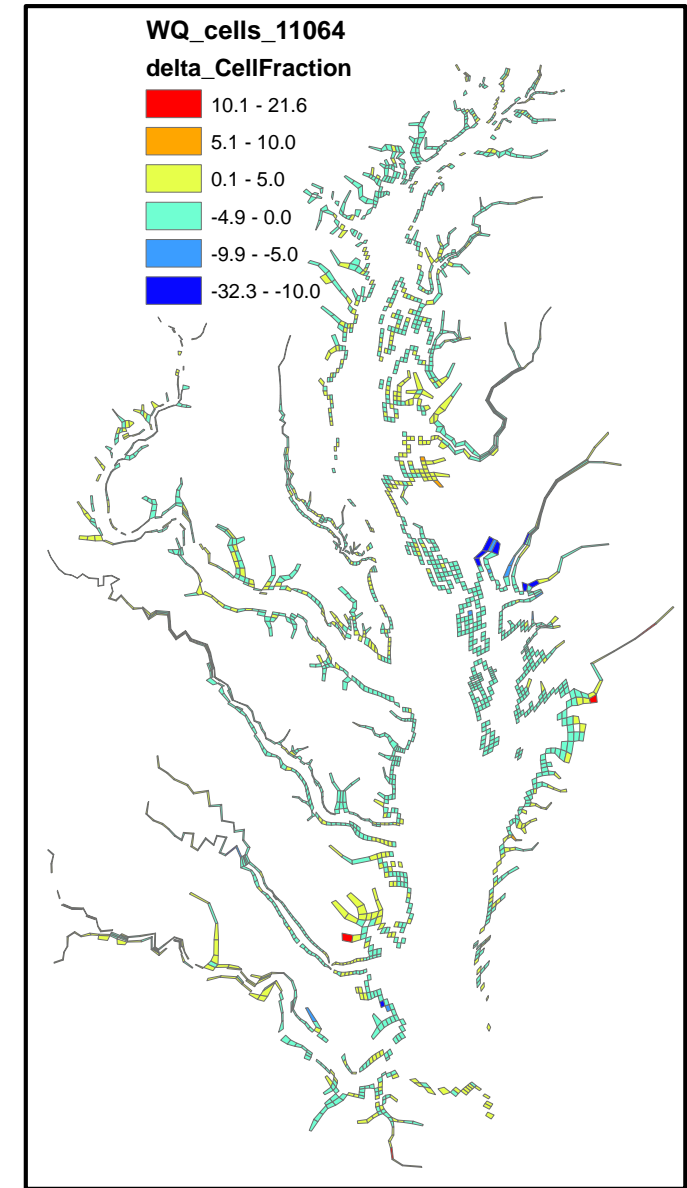 WQ_cells_11064
delta_CellFraction
10.1 - 21.6
5.1 - 10.0
0.1 - 5.0
-4.9 - 0.0
-9.9 - -5.0
-32.3 - -10.0